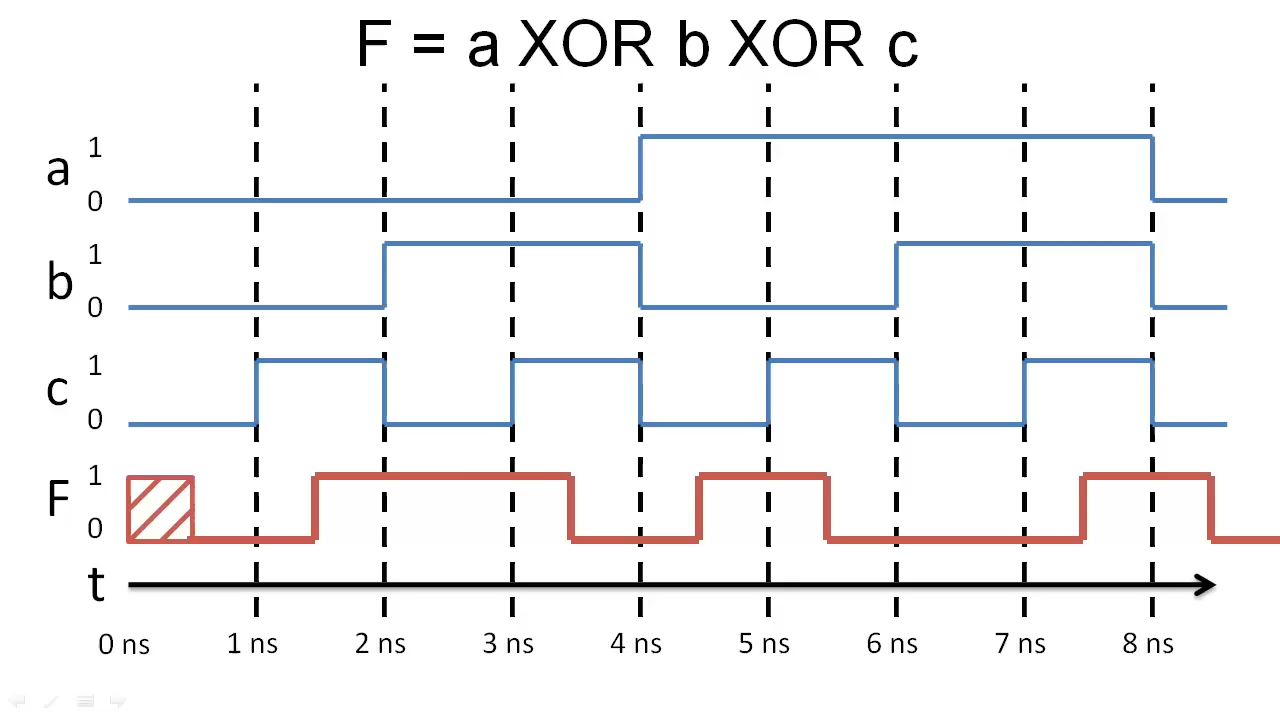 F = a XOR b XOR c
a 1
0
b 1
0
c 1
0
F 1
0
t
0 ns 1 ns 2 ns 3 ns 4 ns 5 ns 6 ns 7 ns 8 ns